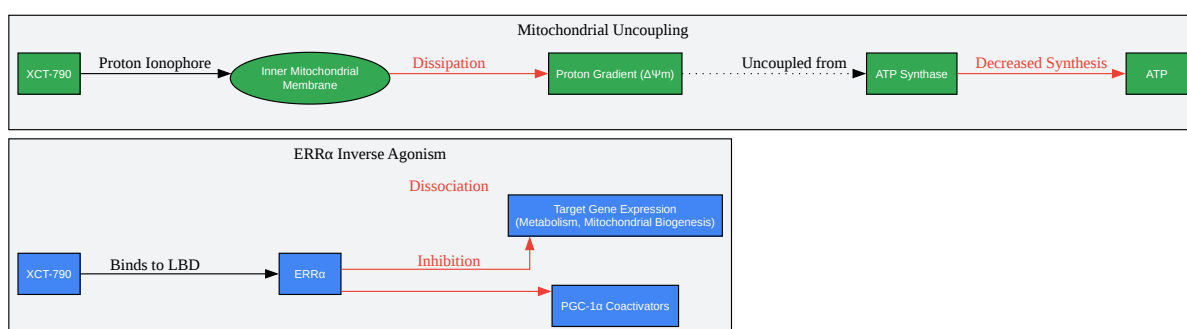 Mitochondrial Uncoupling
XCT-790
Proton Ionophore
Inner Mitochondrial
Membrane
Dissipation
Proton Gradient (ΔΨm)
Uncoupled from
ATP Synthase
Decreased Synthesis
ATP
ERRα Inverse Agonism
Dissociation
Target Gene Expression
(Metabolism, Mitochondrial Biogenesis)
XCT-790
Binds to LBD
ERRα
Inhibition
PGC-1α Coactivators